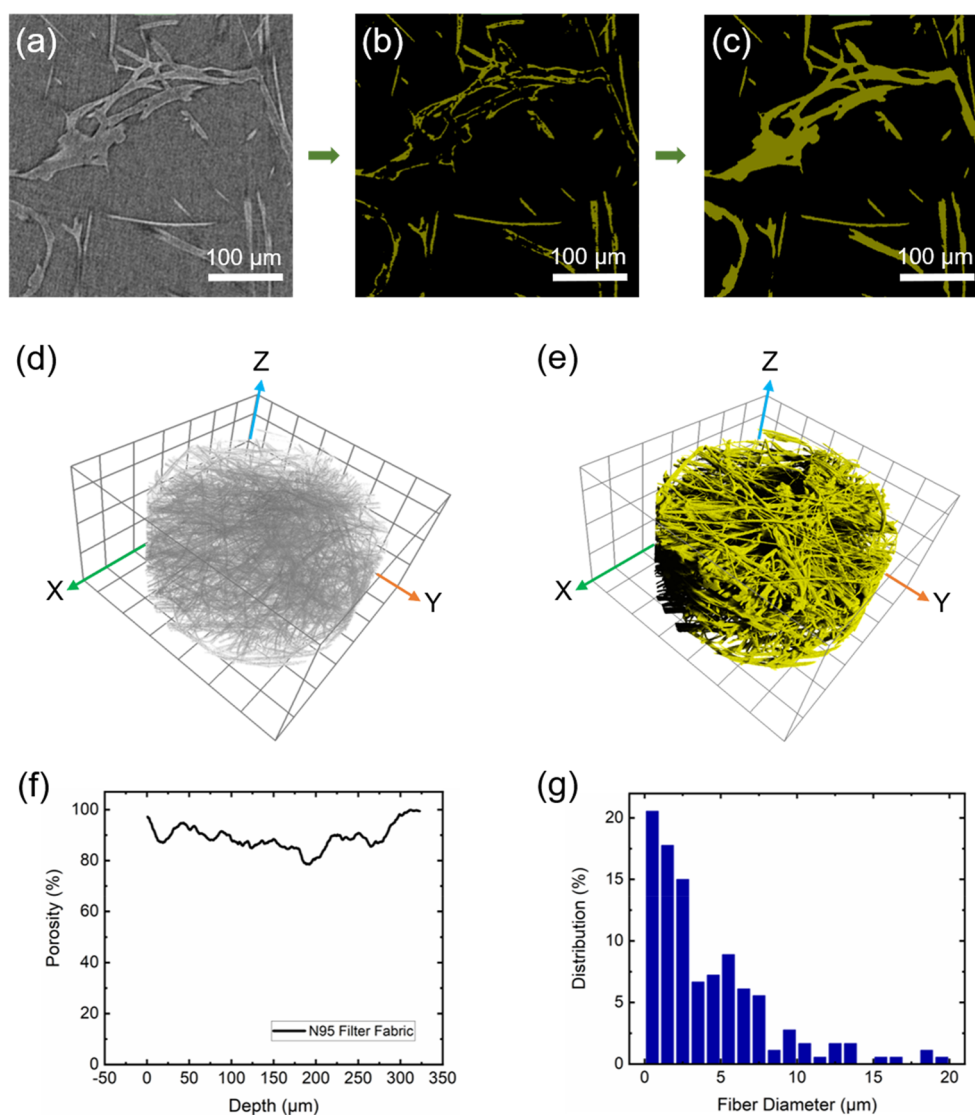 (a)
(b)
(c)
100 μm
100 μm
100 μm
(d)
(e)
Z
X
Y
Z
X
Y
(f)
100
80
60
40
20
0
-50
0
50
100
150
200
250
300
350
Porosity (%)
Depth (μm)
N95 Filter Fabric
(g)
20
15
10
5
0
0
5
10
15
20
Distribution (%)
Fiber Diameter (μm)